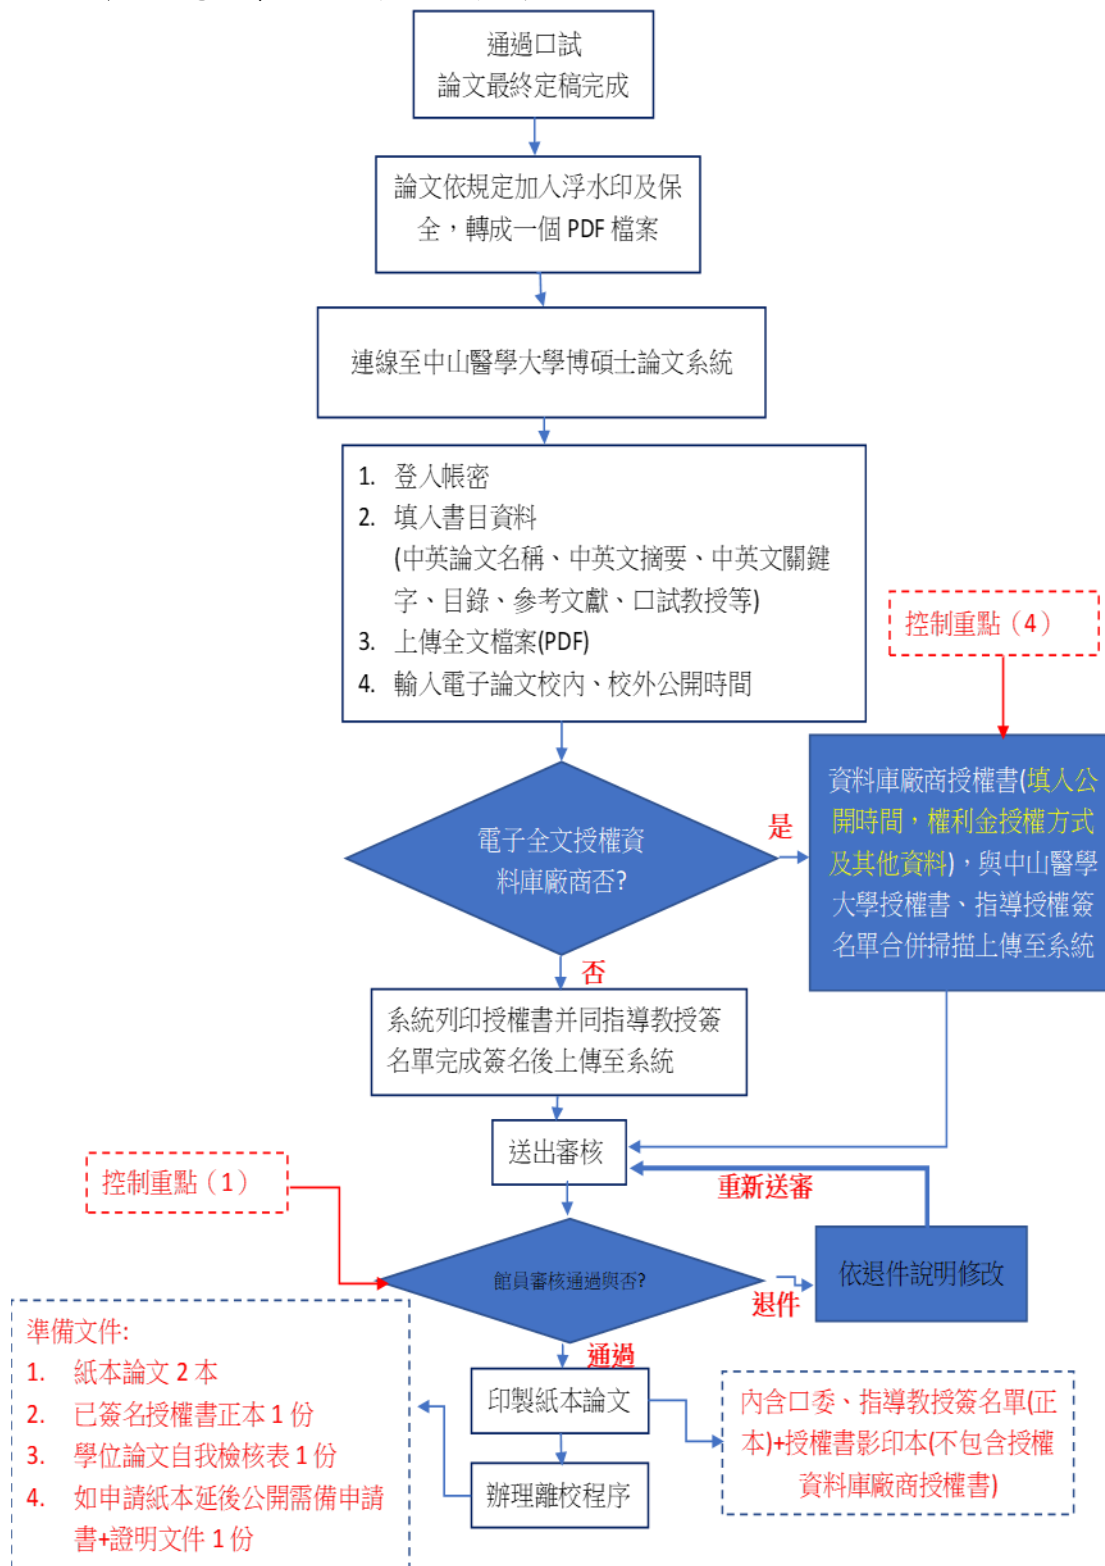 通過口試
論文最終定稿完成
論文依規定加入浮水印及保
全，轉成一個 PDF 檔案
連線至中山醫學大學博碩士論文系統
1. 登入帳密
2. 填入書目資料
(中英論文名稱、中英文摘要、中英文關鍵
字、目錄、參考文獻、口試教授等)
3. 上傳全文檔案(PDF)
4. 輸入電子論文校內、校外公開時間
控制重點（4）
電子全文授權資
料庫廠商否?
是
資料庫廠商授權書(填入公
開時間，權利金授權方式
及其他資料)，與中山醫學
大學授權書、指導授權簽
名單合併掃描上傳至系統
否
系統列印授權書并同指導教授簽
名單完成簽名後上傳至系統
送出審核
控制重點（1）
重新送審
館員審核通過與否?
依退件說明修改
退件
通過
準備文件:
1. 紙本論文 2 本
2. 已簽名授權書正本 1 份
3. 學位論文自我檢核表 1 份
4. 如申請紙本延後公開需備申請
書+證明文件 1 份
印製紙本論文
內含口委、指導教授簽名單(正
本)+授權書影印本(不包含授權
資料庫廠商授權書)
辦理離校程序